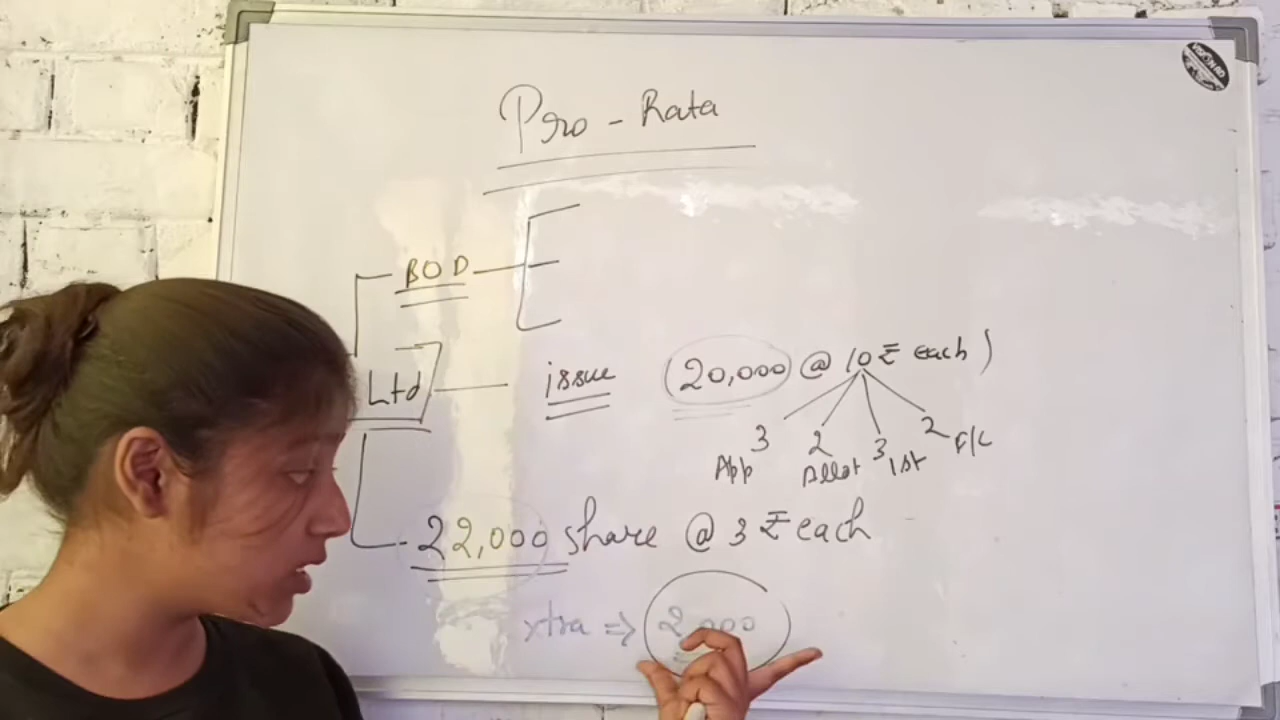 Pro - Rata
BOD
Ltd issue 20,000 @ 10 ₹ each)
3 2 3 2
App Allot 1st F/C
22,000 share @ 3 ₹ each
xtra ⇒ 2,000